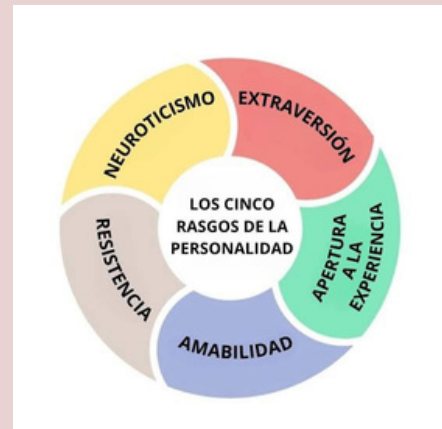 LOS CINCO
RASGOS DE LA
PERSONALIDAD
EXTRAVERSIÓN
APERTURA
A LA
EXPERIENCIA
AMABILIDAD
RESISTENCIA
NEUROTICISMO